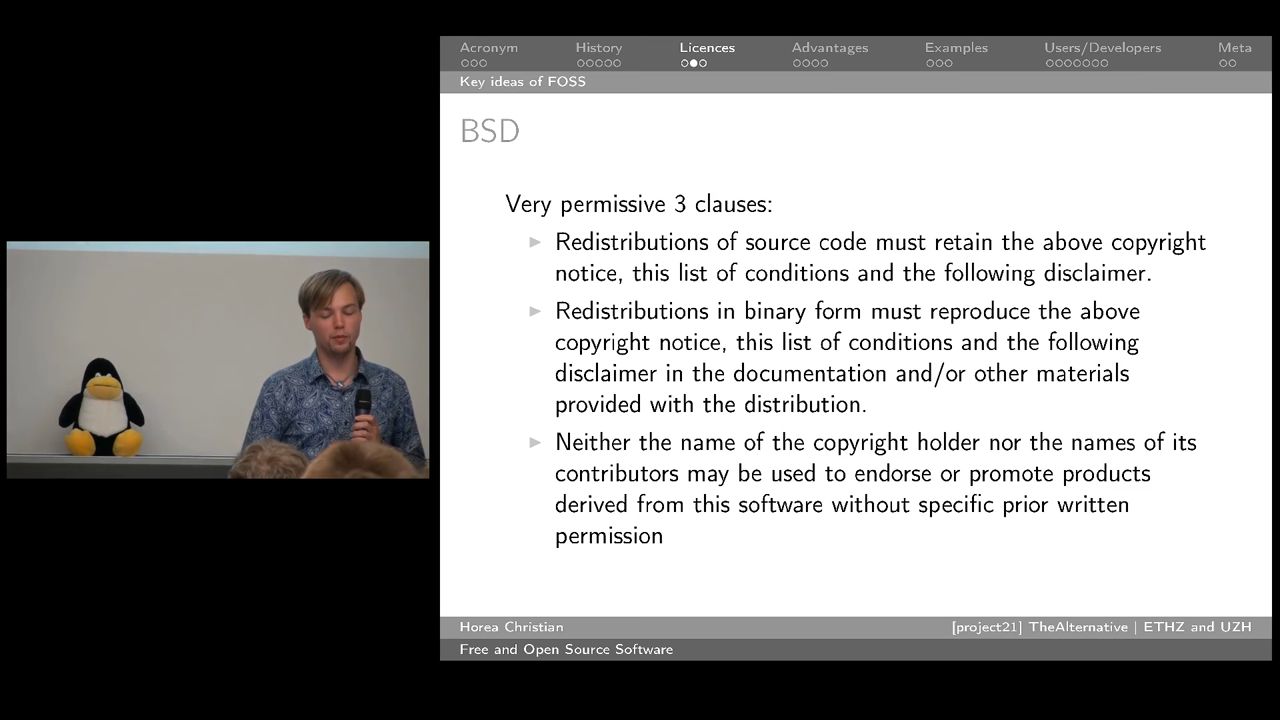 Acronym History Licences Advantages Examples Users/Developers Meta
Key ideas of FOSS
BSD
Very permissive 3 clauses:
Redistributions of source code must retain the above copyright
notice, this list of conditions and the following disclaimer.
Redistributions in binary form must reproduce the above
copyright notice, this list of conditions and the following
disclaimer in the documentation and/or other materials
provided with the distribution.
Neither the name of the copyright holder nor the names of its
contributors may be used to endorse or promote products
derived from this software without specific prior written
permission
Horea Christian [project21] TheAlternative | ETHZ and UZH
Free and Open Source Software